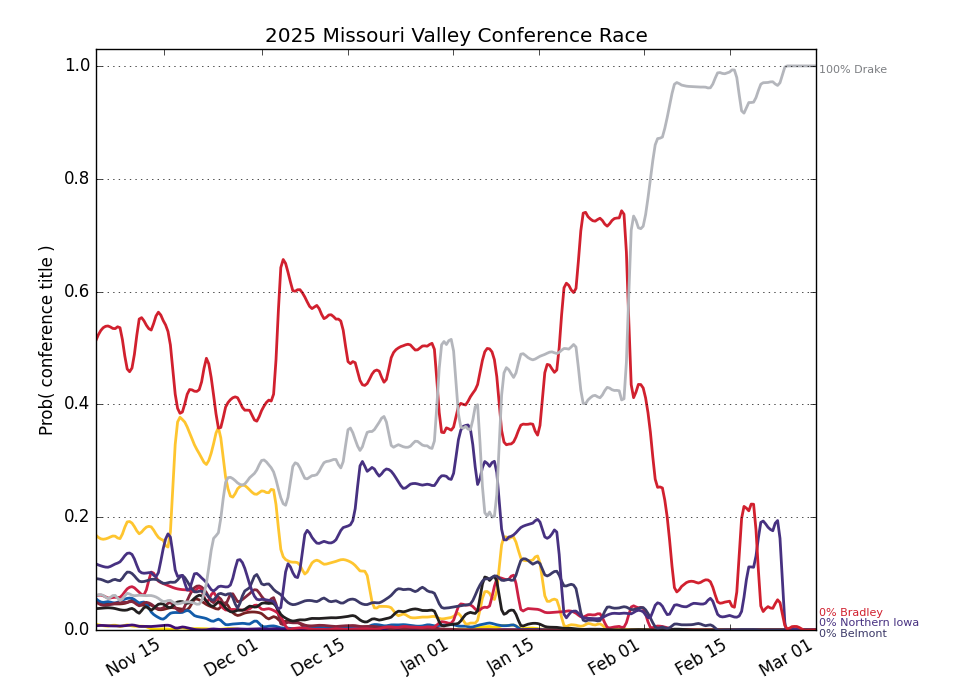 2025 Missouri Valley Conference Race
Prob( conference title )
1.0
0.8
0.6
0.4
0.2
0.0
Nov 15
Dec 01
Dec 15
Jan 01
Jan 15
Feb 01
Feb 15
Mar 01
100% Drake
0% Bradley
0% Northern Iowa
0% Belmont